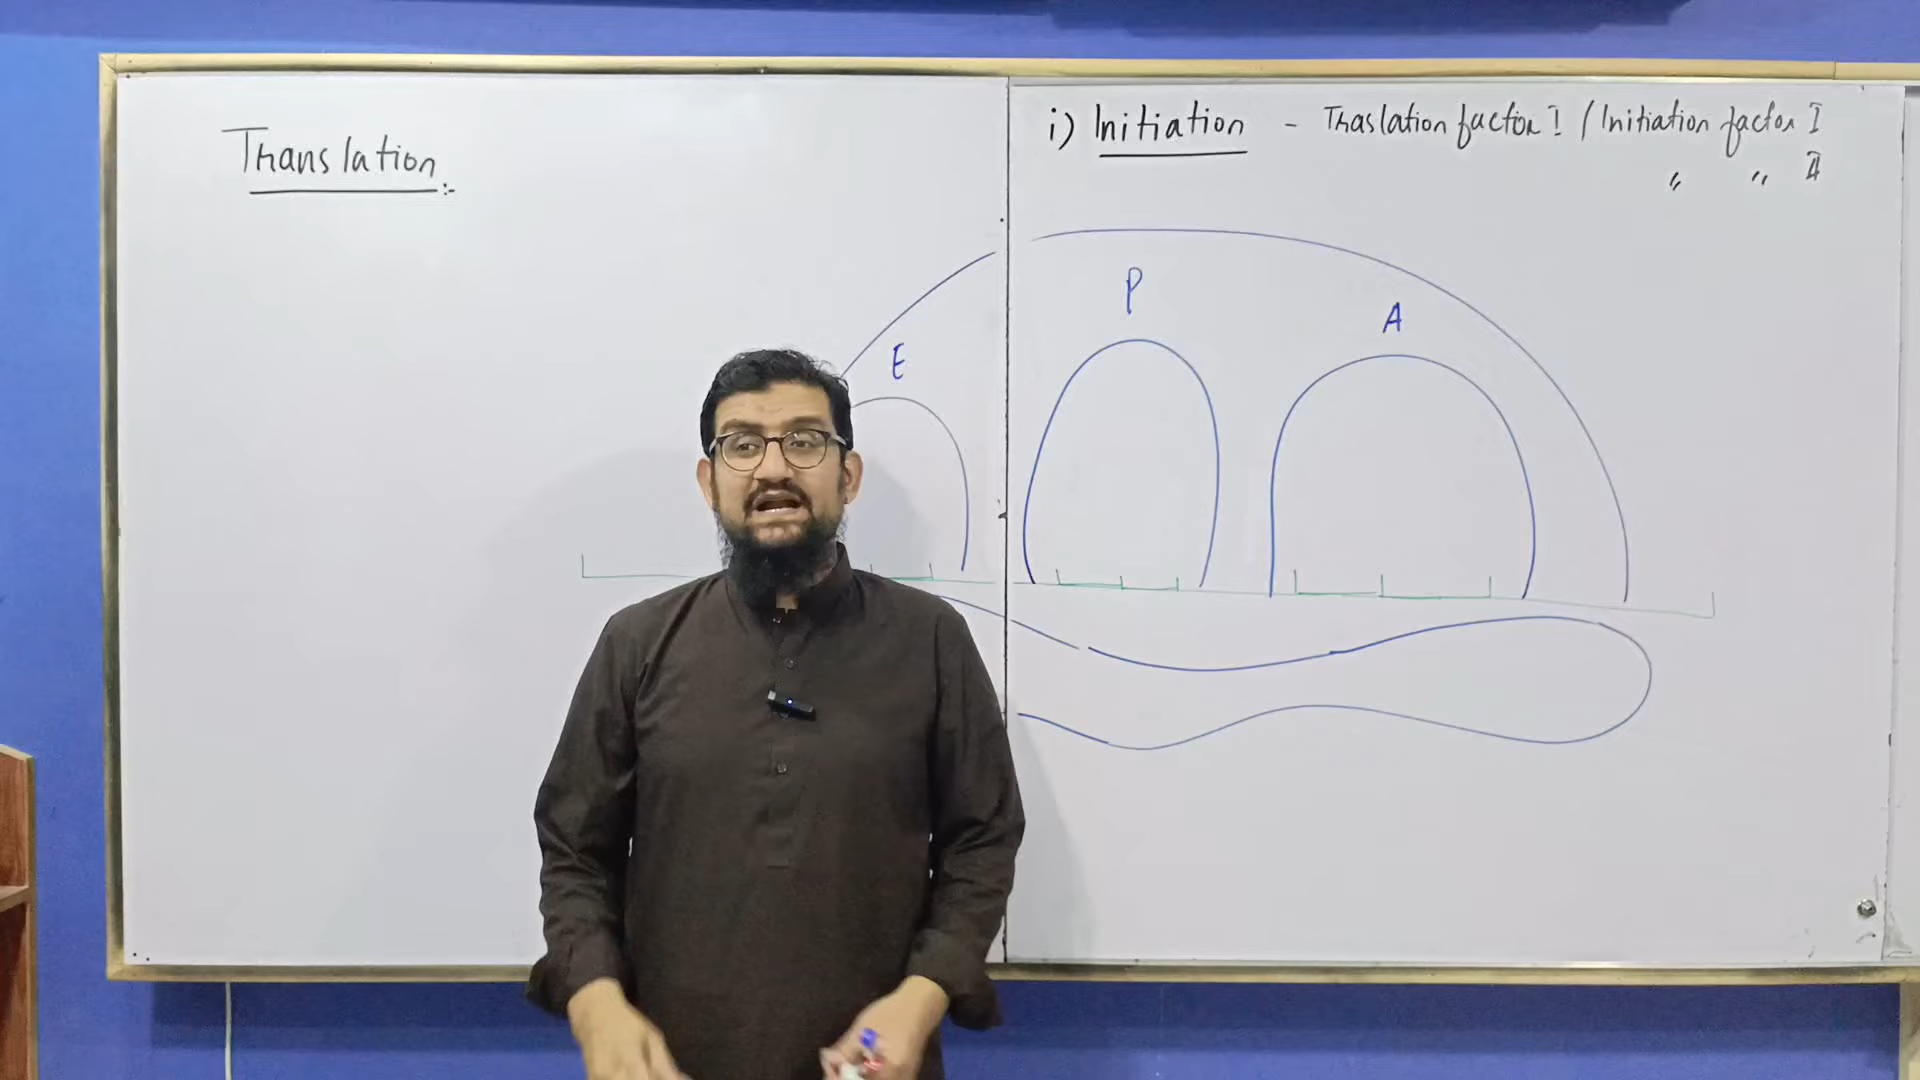 Translation:-
i) Initiation - Traslation factor I / Initiation factor I
" " II
P
A
E